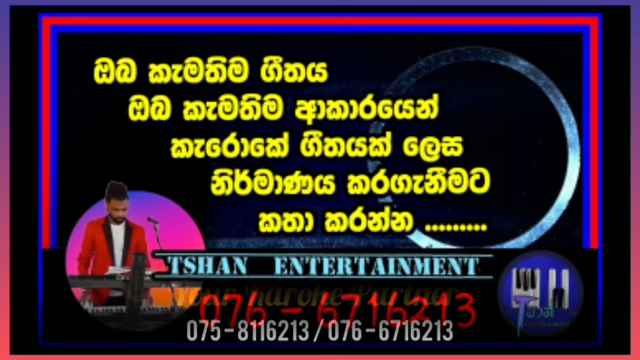 ඔබ කැමතිම ගීතය
ඔබ කැමතිම ආකාරයෙන්
කැරොකේ ගීතයක් ලෙස
නිර්මාණය කරගැනීමට
කතා කරන්න .........
TSHAN ENTERTAINMENT
076 - 6716213
075-8116213 / 076-6716213